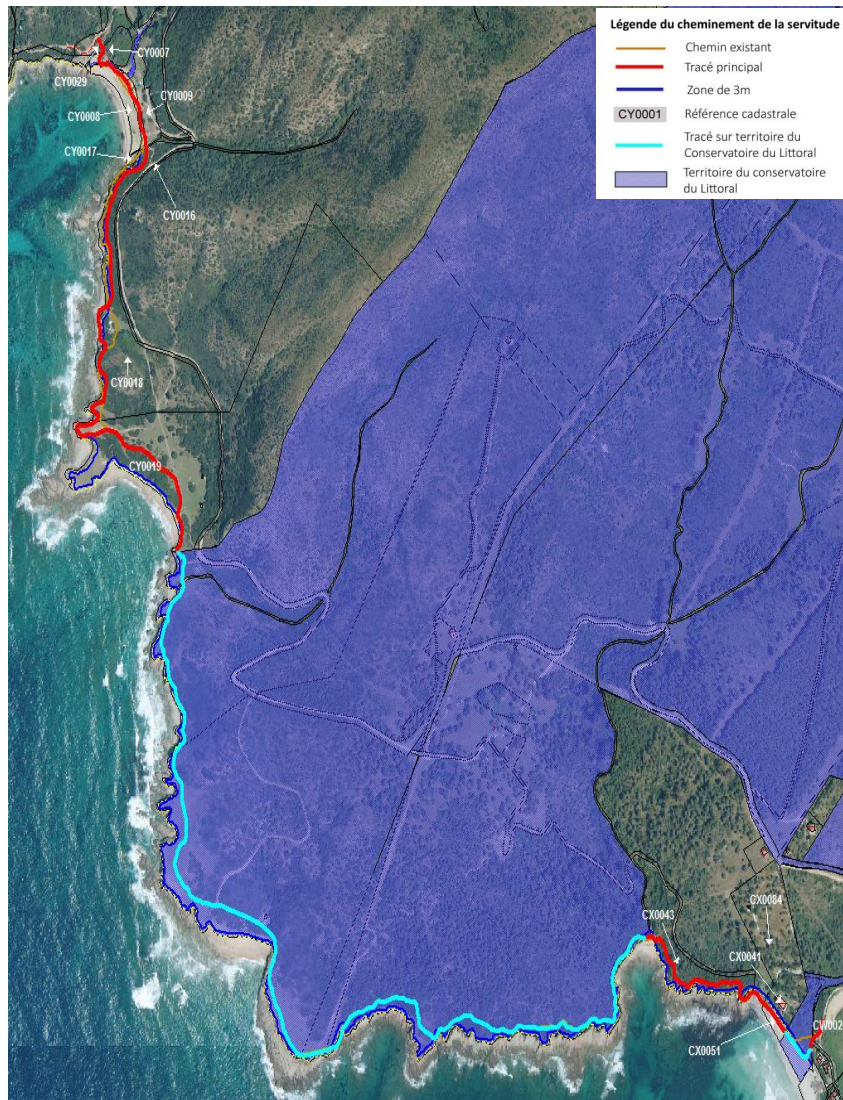 Légende du cheminement de la servitude
Chemin existant
Tracé principal
Zone de 3m
CY0001 Référence cadastrale
Tracé sur territoire du
Conservatoire du Littoral
Territoire du conservatoire
du Littoral
CY0007
CY0029
CY0009
CY0008
CY0017
CY0016
CY0018
CY0019
CX0084
CX0043
CX0041
CW002
CX0051